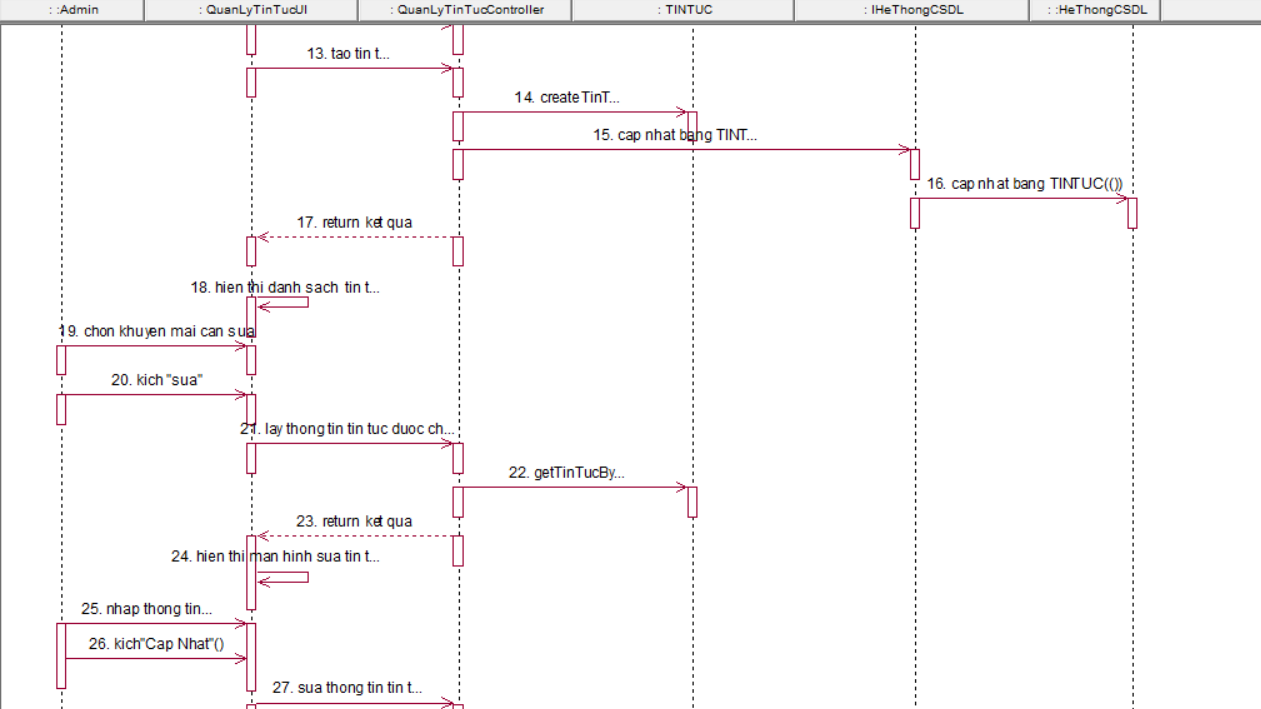 : :Admin
: QuanLyTinTucUI
: QuanLyTinTucController
: TINTUC
: IHeThongCSDL
: :HeThongCSDL
13. tao tin t...
14. createTinT...
15. cap nhat bang TINT...
16. cap nhat bang TINTUC(())
17. return ket qua
18. hien thi danh sach tin t...
19. chon khuyen mai can sua
20. kich "sua"
21. lay thong tin tin tuc duoc ch...
22. getTinTucBy...
23. return ket qua
24. hien thi man hinh sua tin t...
25. nhap thong tin...
26. kich"Cap Nhat"()
27. sua thong tin tin t...